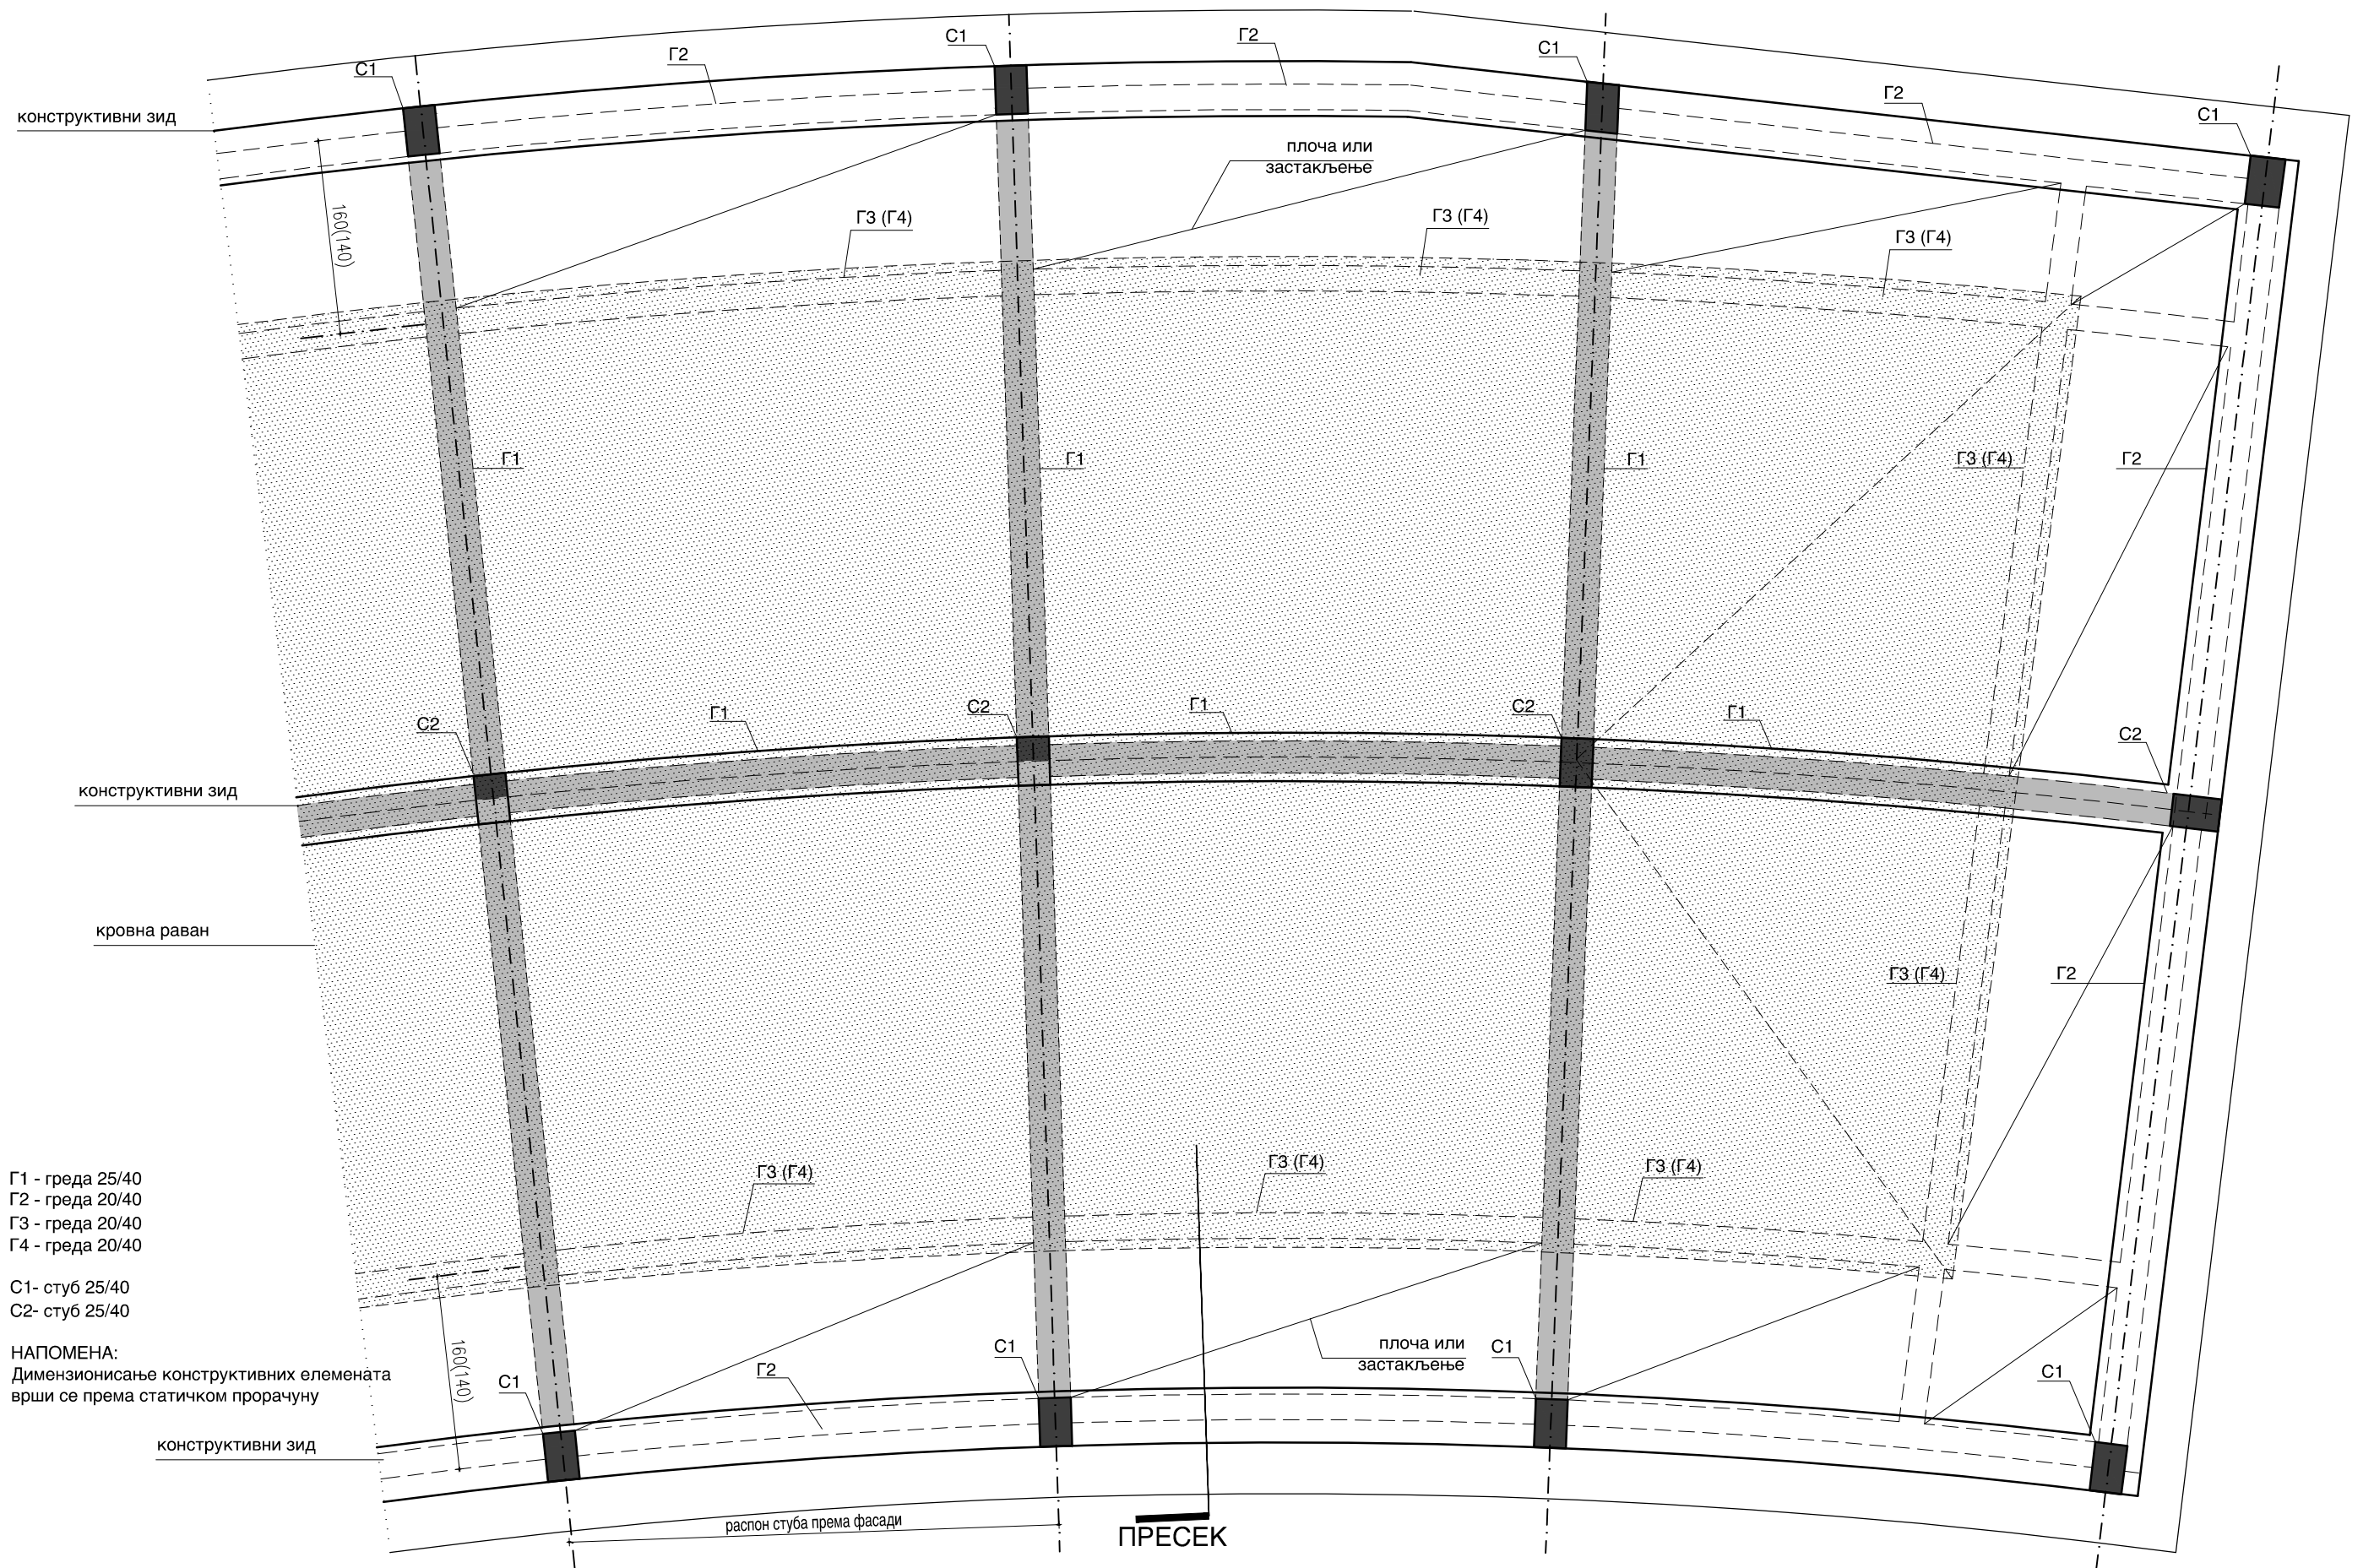 С1
Г2
С1
Г2
С1
Г2
С1
конструктивни зид
плоча или
застакљење
160(140)
Г3 (Г4)
Г3 (Г4)
Г3 (Г4)
Г1
Г1
Г1
Г3 (Г4)
Г2
С2
Г1
С2
Г1
С2
Г1
С2
конструктивни зид
кровна раван
Г3 (Г4)
Г2
Г3 (Г4)
Г3 (Г4)
Г3 (Г4)
Г1 - греда 25/40
Г2 - греда 20/40
Г3 - греда 20/40
Г4 - греда 20/40
С1- стуб 25/40
С2- стуб 25/40
НАПОМЕНА:
Димензионисање конструктивних елемената
врши се према статичком прорачуну
160(140)
С1
Г2
С1
плоча или
застакљење
С1
С1
конструктивни зид
распон стуба према фасади
ПРЕСЕК